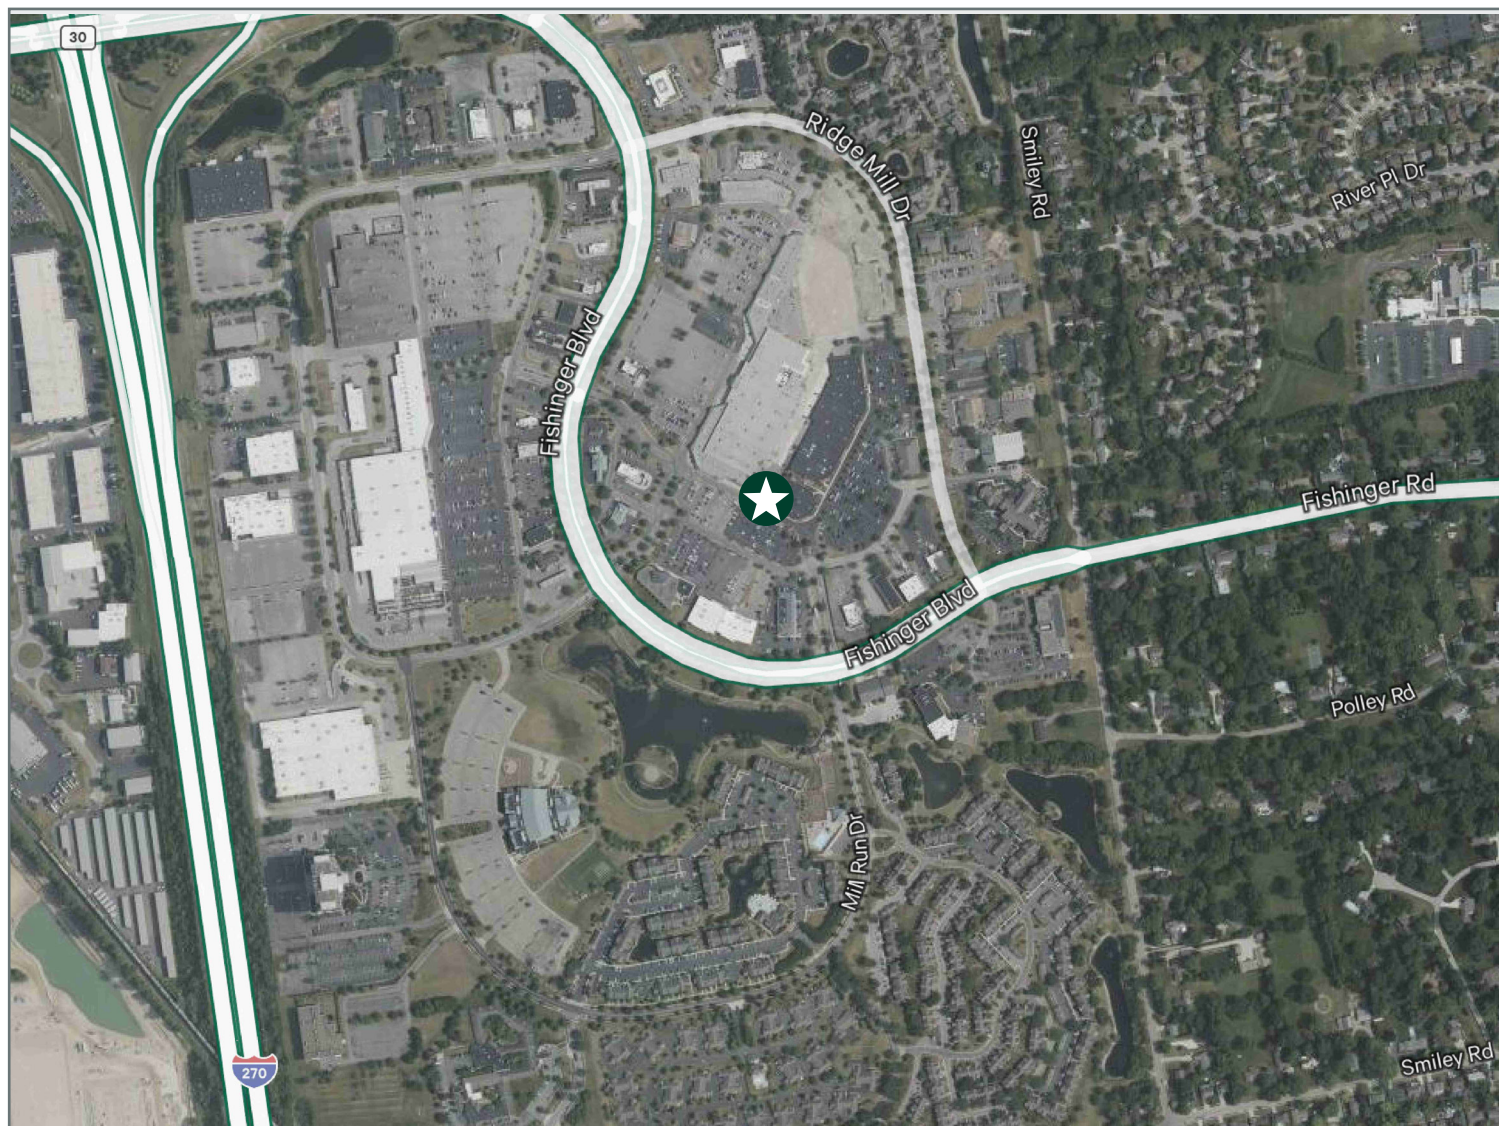 30
Ridge Mill Dr
Smiley Rd
River Pl Dr
Fishinger Blvd
Fishinger Rd
Fishinger Blvd
Polley Rd
Mill Run Dr
Smiley Rd
270